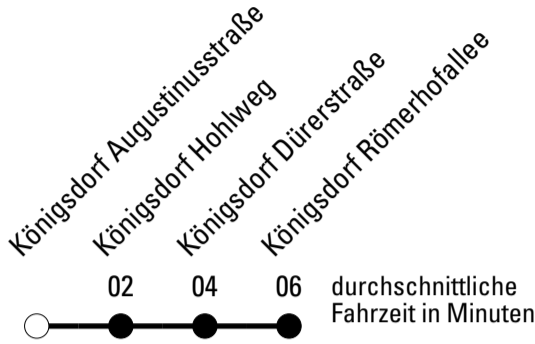 Königsdorf Augustinusstraße
Königsdorf Hohlweg
Königsdorf Dürerstraße
Königsdorf Römerhofallee
02 04 06 durchschnittliche
Fahrzeit in Minuten